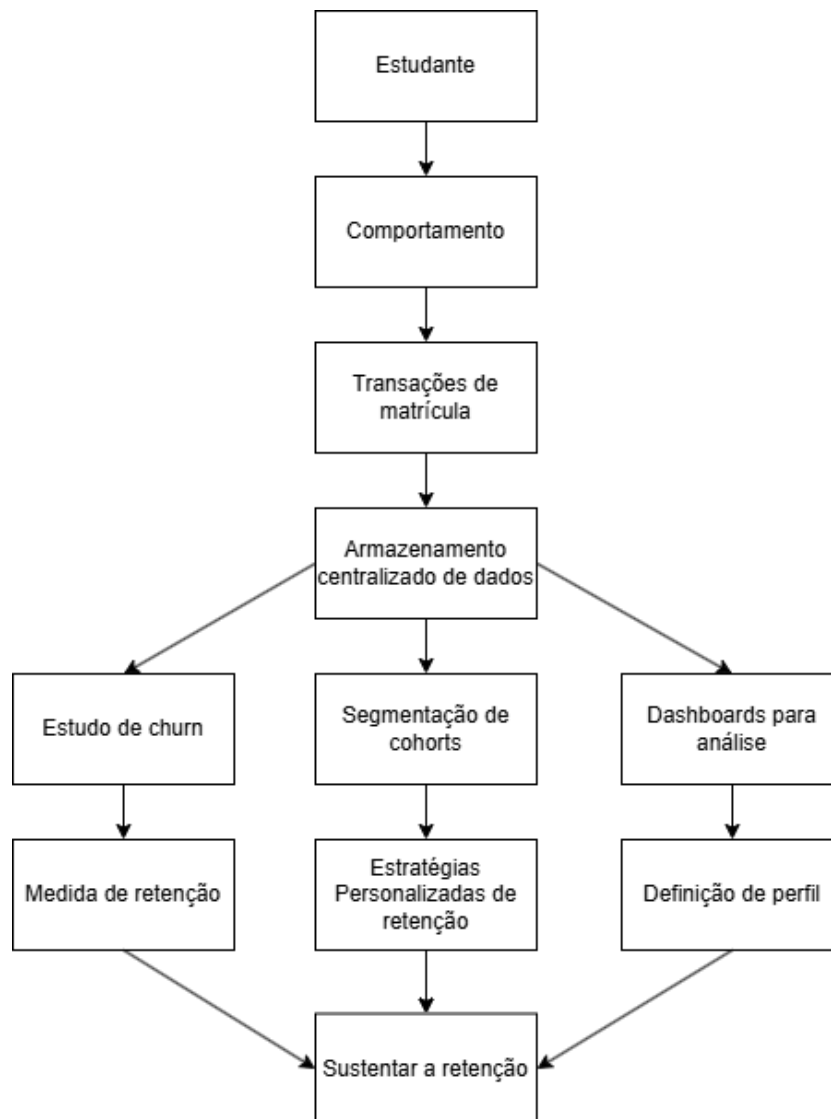 Estudante
Comportamento
Transações de
matrícula
Armazenamento
centralizado de dados
Estudo de churn
Segmentação de
cohorts
Dashboards para
análise
Medida de retenção
Estratégias
Personalizadas de
retenção
Definição de perfil
Sustentar a retenção